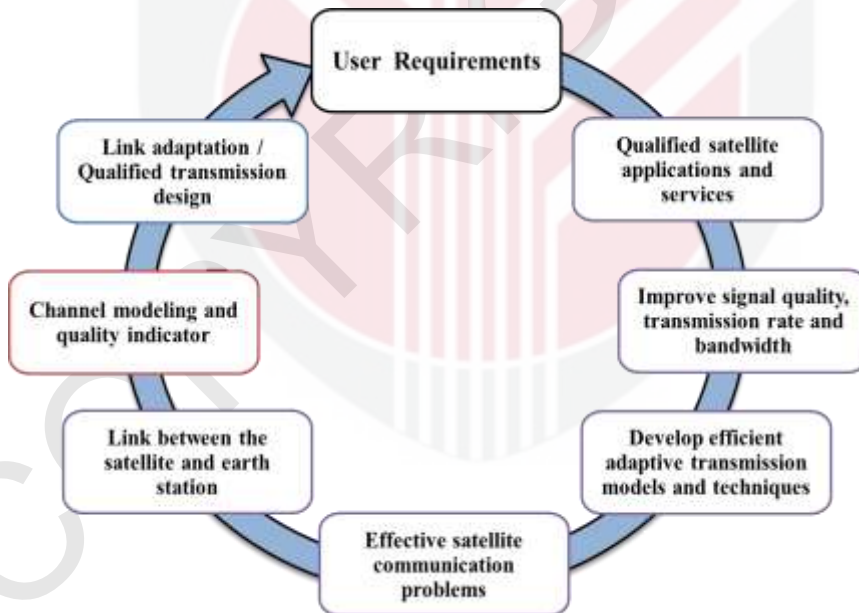 User Requirements
Qualified satellite
applications and
services
Improve signal quality,
transmission rate and
bandwidth
Develop efficient
adaptive transmission
models and techniques
Effective satellite
communication
problems
Link between the
satellite and earth
station
Channel modeling and
quality indicator
Link adaptation /
Qualified transmission
design
COPYRI